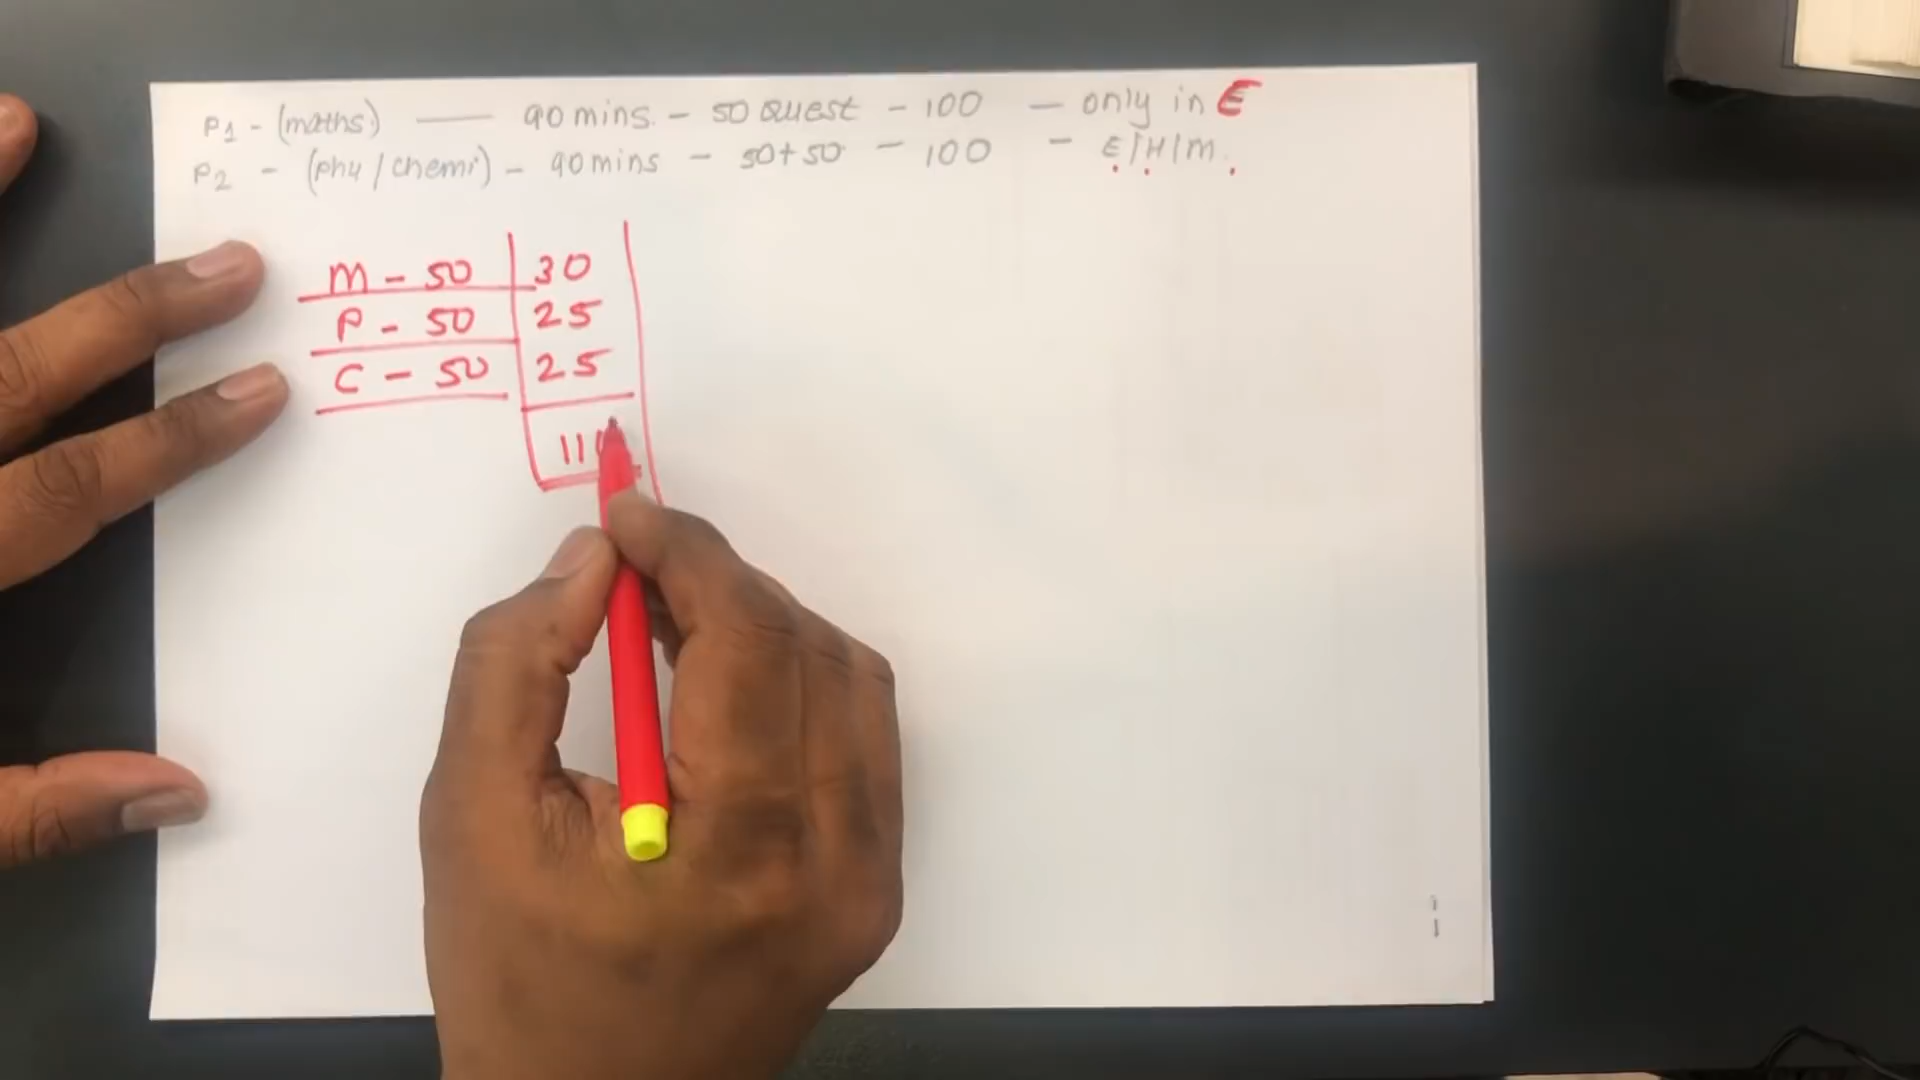 P1 - (maths) — 90 mins. - 50 Quest - 100 — only in E
P2 - (phy / chemi) - 90 mins - 50+50 - 100 - E/H/M.
M - 50 30
P - 50 25
C - 50 25
110